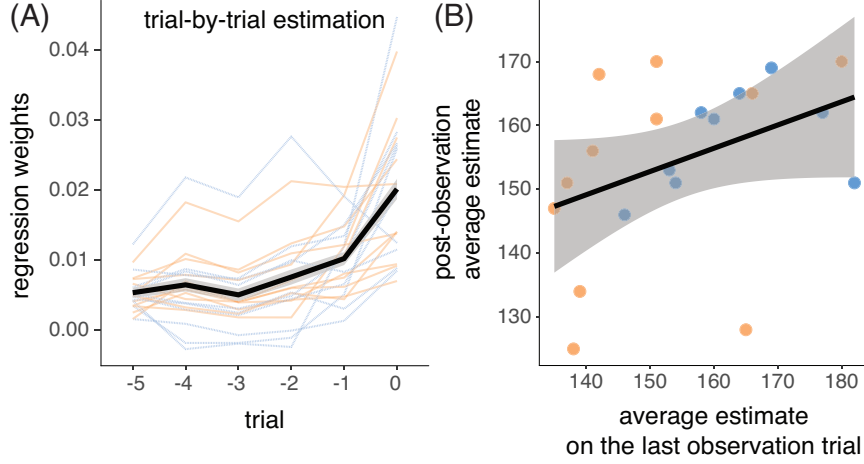 (A)
trial-by-trial estimation
regression weights
0.04
0.03
0.02
0.01
0.00
-5 -4 -3 -2 -1 0
trial
(B)
post-observation
average estimate
170
160
150
140
130
140 150 160 170 180
average estimate
on the last observation trial